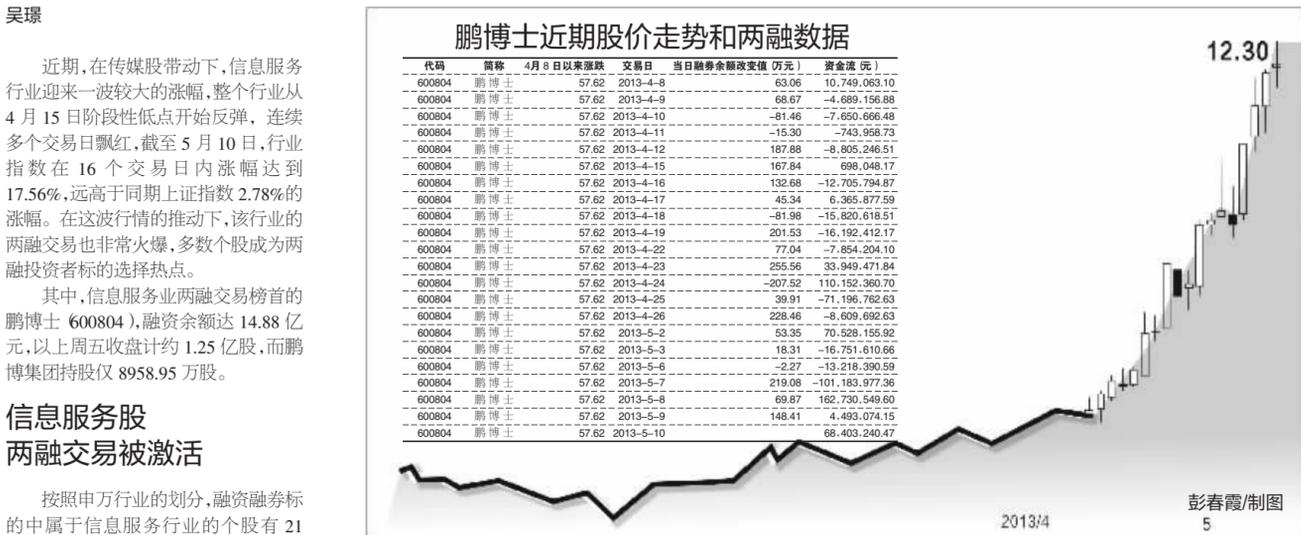 吴璟
近期,在传媒股带动下,信息服务
行业迎来一波较大的涨幅,整个行业从
4 月 15 日阶段性低点开始反弹，连续
多个交易日飘红,截至 5 月 10 日,行业
指数在 16 个交易日内涨幅达到
17.56%,远高于同期上证指数 2.78%的
涨幅。在这波行情的推动下,该行业的
两融交易也非常火爆,多数个股成为两
融投资者标的选择热点。
其中,信息服务业两融交易榜首的
鹏博士（600804）,融资余额达 14.88 亿
元,以上周五收盘计约 1.25 亿股,而鹏
博集团持股仅 8958.95 万股。
信息服务股
两融交易被激活
按照申万行业的划分,融资融券标
的中属于信息服务行业的个股有 21
鹏博士近期股价走势和两融数据
代码 简称 4月8日以来涨跌 交易日 当日融券余额改变值（万元） 资金流（元）
600804 鹏博士 57.62 2013-4-8 63.06 10,749,063.10
600804 鹏博士 57.62 2013-4-9 68.67 -4,689,156.88
600804 鹏博士 57.62 2013-4-10 -81.46 -7,650,666.48
600804 鹏博士 57.62 2013-4-11 -15.30 -743,958.73
600804 鹏博士 57.62 2013-4-12 187.88 -8,805,246.51
600804 鹏博士 57.62 2013-4-15 167.84 698,048.17
600804 鹏博士 57.62 2013-4-16 132.68 -12,705,794.87
600804 鹏博士 57.62 2013-4-17 45.34 6,365,877.59
600804 鹏博士 57.62 2013-4-18 -81.98 -15,820,618.51
600804 鹏博士 57.62 2013-4-19 201.53 -16,192,412.17
600804 鹏博士 57.62 2013-4-22 77.04 -7,854,204.10
600804 鹏博士 57.62 2013-4-23 255.56 33,949,471.84
600804 鹏博士 57.62 2013-4-24 -207.52 110,152,360.70
600804 鹏博士 57.62 2013-4-25 39.91 -71,196,762.63
600804 鹏博士 57.62 2013-4-26 228.46 -8,609,692.63
600804 鹏博士 57.62 2013-5-2 53.35 70,528,155.92
600804 鹏博士 57.62 2013-5-3 18.31 -16,751,610.66
600804 鹏博士 57.62 2013-5-6 -2.27 -13,218,390.59
600804 鹏博士 57.62 2013-5-7 219.08 -101,183,977.36
600804 鹏博士 57.62 2013-5-8 69.87 162,730,549.60
600804 鹏博士 57.62 2013-5-9 148.41 4,493,074.15
600804 鹏博士 57.62 2013-5-10 68,403,240.47
12.30
彭春霞/制图
2013/4 5